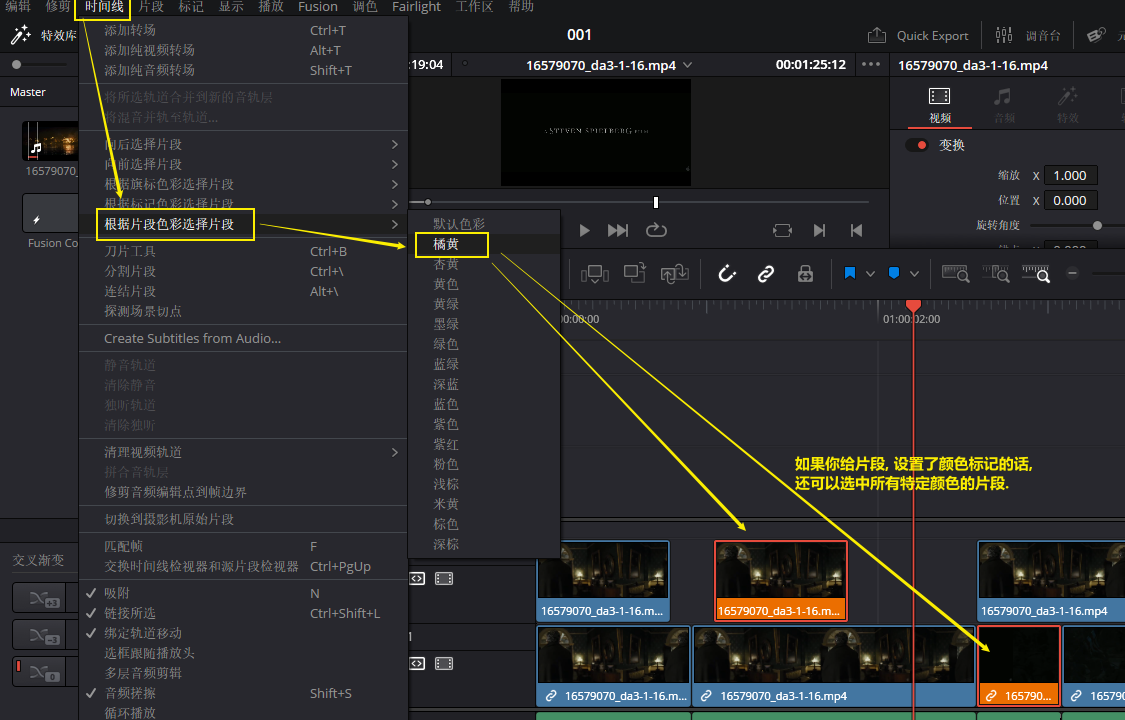 编辑 修剪 时间线 片段 标记 显示 播放 Fusion 调色 Fairlight 工作区 帮助
特效库
001
Quick Export
调音台
Master
:19:04
16579070_da3-1-16.mp4
00:01:25:12
16579070_da3-1-16.mp4
16579070_
Fusion Co
交叉渐变
+3
-3
0
添加转场 Ctrl+T
添加纯视频转场 Alt+T
添加纯音频转场 Shift+T
将所选轨道合并到新的音轨层
将混音并轨至轨道...
向后选择片段
向前选择片段
根据旗标色彩选择片段
根据标记色彩选择片段
根据片段色彩选择片段
刀片工具 Ctrl+B
分割片段 Ctrl+\
连结片段 Alt+\
探测场景切点
Create Subtitles from Audio...
静音轨道
清除静音
独听轨道
清除独听
清理视频轨道
拼合音轨层
修剪音频编辑点到帧边界
切换到摄影机原始片段
匹配帧 F
交换时间线检视器和源片段检视器 Ctrl+PgUp
吸附 N
链接所选 Ctrl+Shift+L
绑定轨道移动
选框跟随播放头
多层音频剪辑
音频搓擦 Shift+S
循环播放
默认色彩
橘黄
杏黄
黄色
黄绿
墨绿
绿色
蓝绿
深蓝
蓝色
紫色
紫红
粉色
浅棕
米黄
棕色
深棕
A STEVEN SPIELBERG FILM
视频 音频 特效
变换
缩放 X 1.000
位置 X 0.000
旋转角度
锚点 X 0.000
00:00:00
01:00:02:00
如果你给片段, 设置了颜色标记的话,
还可以选中所有特定颜色的片段.
16579070_da3-1-16.m...
16579070_da3-1-16.m...
16579070_da3-1-16.mp4
16579070_da3-1-16.m...
16579070_da3-1-16.mp4
165790...
16579070_da3-1-16.mp4